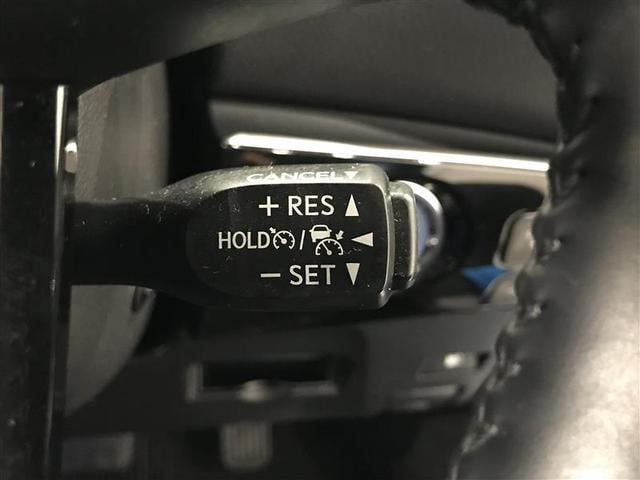 CANCEL▼
+ RES ▲
HOLD / ◀
− SET ▼